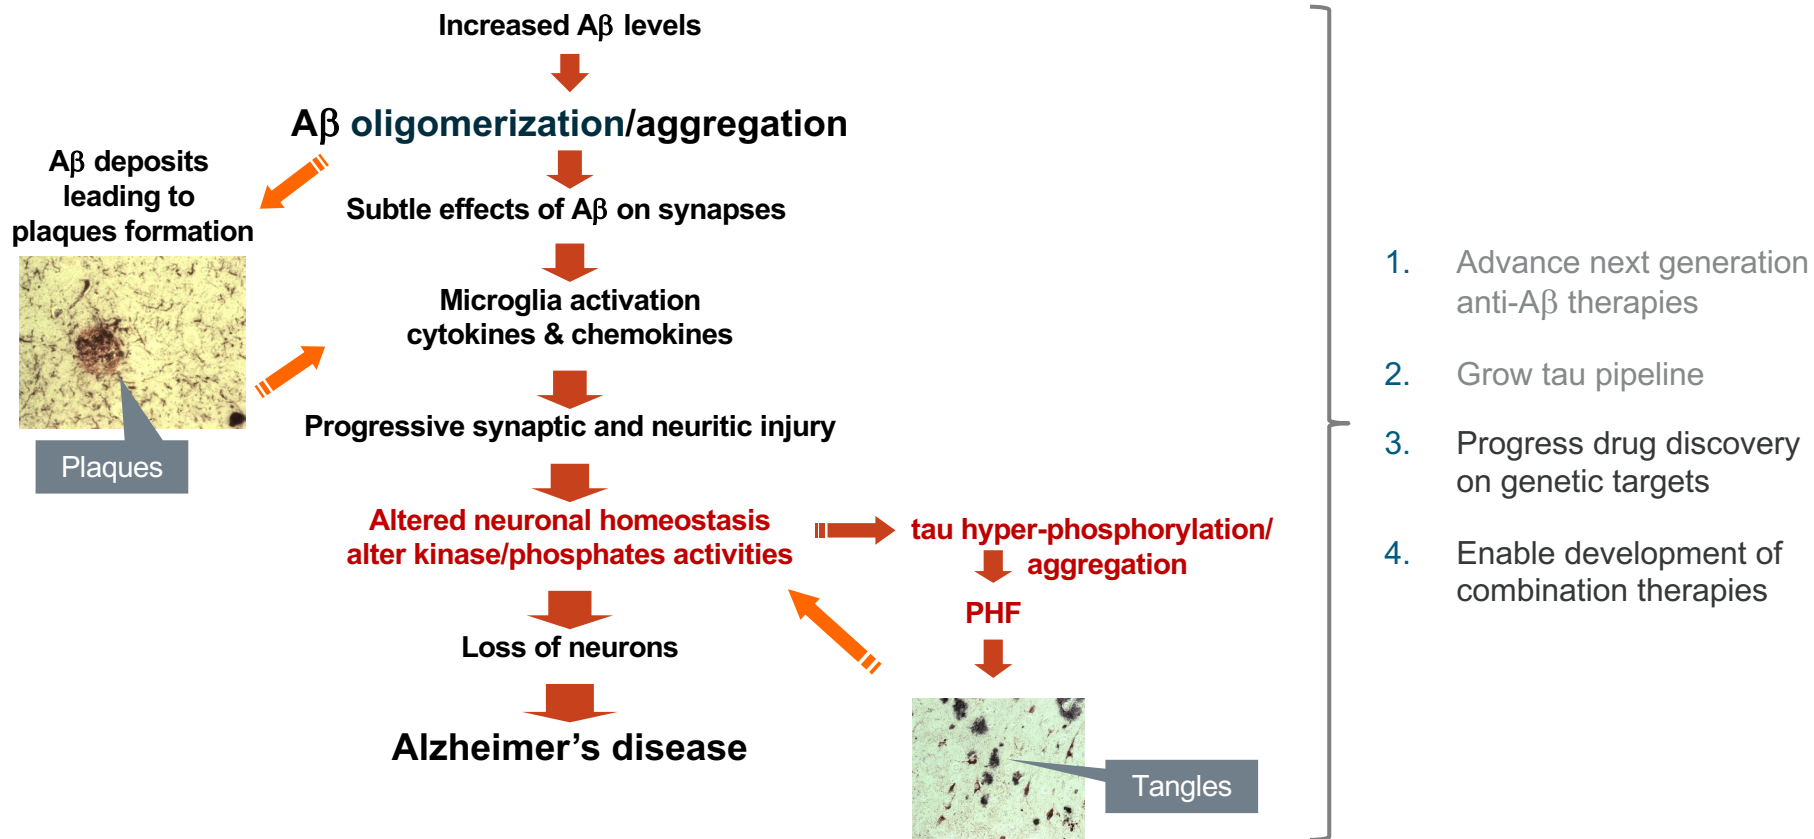 Increased Aβ levels
Aβ oligomerization/aggregation
Aβ deposits
leading to
plaques formation
Plaques
Subtle effects of Aβ on synapses
Microglia activation
cytokines & chemokines
Progressive synaptic and neuritic injury
Altered neuronal homeostasis
alter kinase/phosphates activities
tau hyper-phosphorylation/
aggregation
PHF
Tangles
Loss of neurons
Alzheimer’s disease
1. Advance next generation
anti-Aβ therapies
2. Grow tau pipeline
3. Progress drug discovery
on genetic targets
4. Enable development of
combination therapies